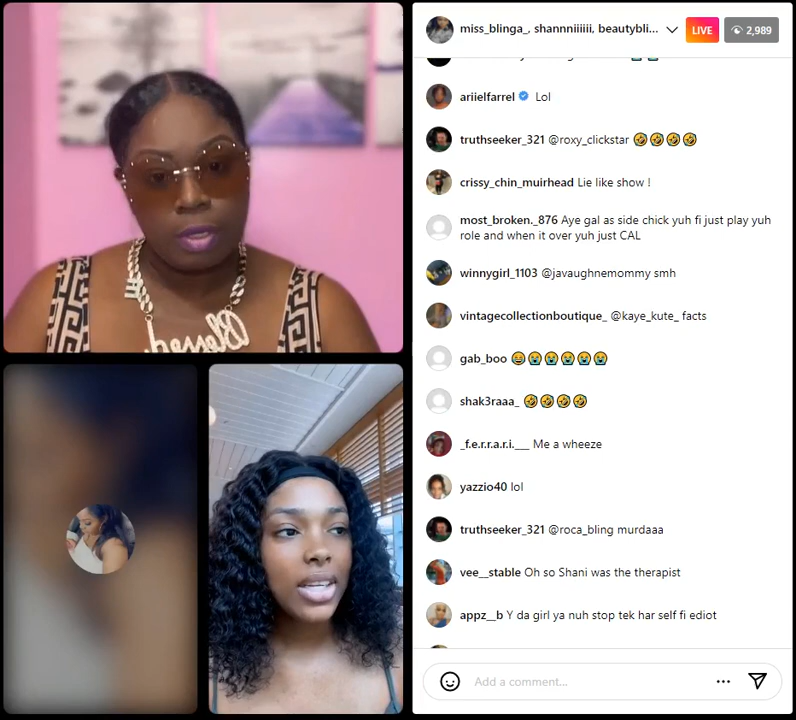 miss_blinga_, shannniiiiii, beautybli...
LIVE
2,989
ariielfarrel Lol
truthseeker_321 @roxy_clickstar 🤣🤣🤣🤣
crissy_chin_muirhead Lie like show !
most_broken._876 Aye gal as side chick yuh fi just play yuh
role and when it over yuh just CAL
winnygirl_1103 @javaughnemommy smh
vintagecollectionboutique_ @kaye_kute_ facts
gab_boo 😂😭😭😭😭😭
shak3raaa_ 🤣🤣🤣🤣
_.f.e.r.r.a.r.i.___ Me a wheeze
yazzio40 lol
truthseeker_321 @roca_bling murdaaa
vee__stable Oh so Shani was the therapist
appz__b Y da girl ya nuh stop tek har self fi ediot
Add a comment...
Blessed